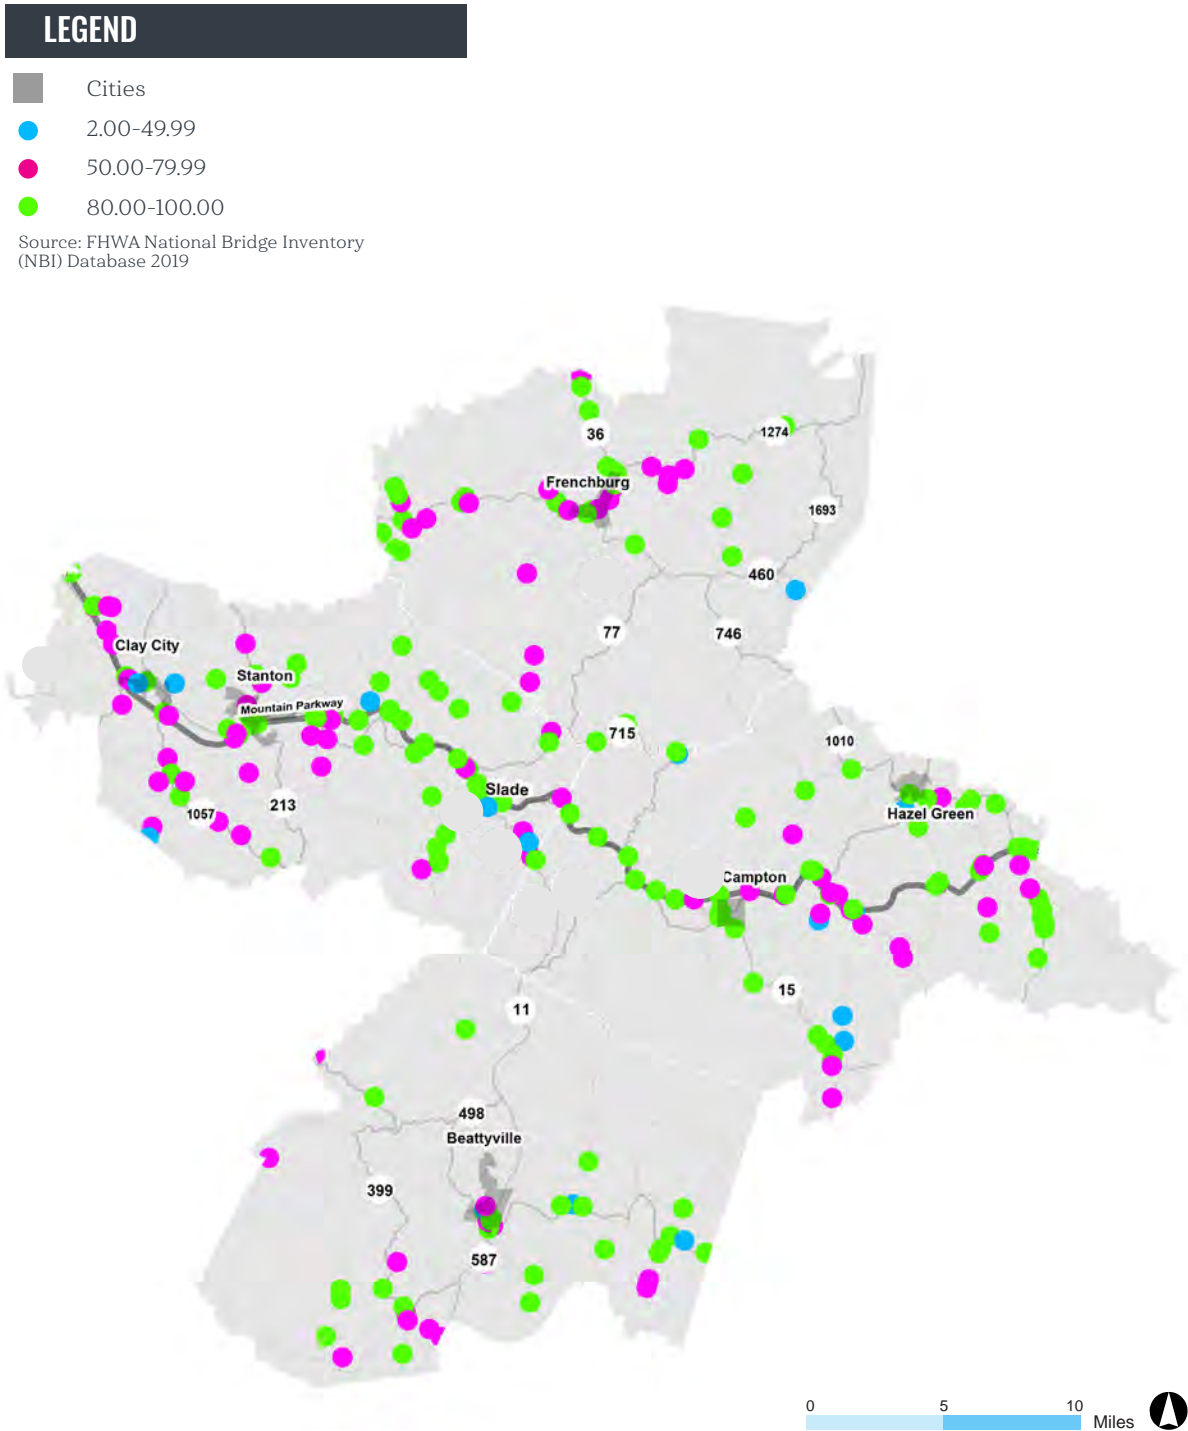 LEGEND
Cities
2.00-49.99
50.00-79.99
80.00-100.00
Source: FHWA National Bridge Inventory
(NBI) Database 2019
36
1274
Frenchburg
1693
460
77
746
Clay City
Stanton
Mountain Parkway
715
1010
Slade
213
1057
Hazel Green
Campton
15
11
498
Beattyville
399
587
0 5 10
Miles